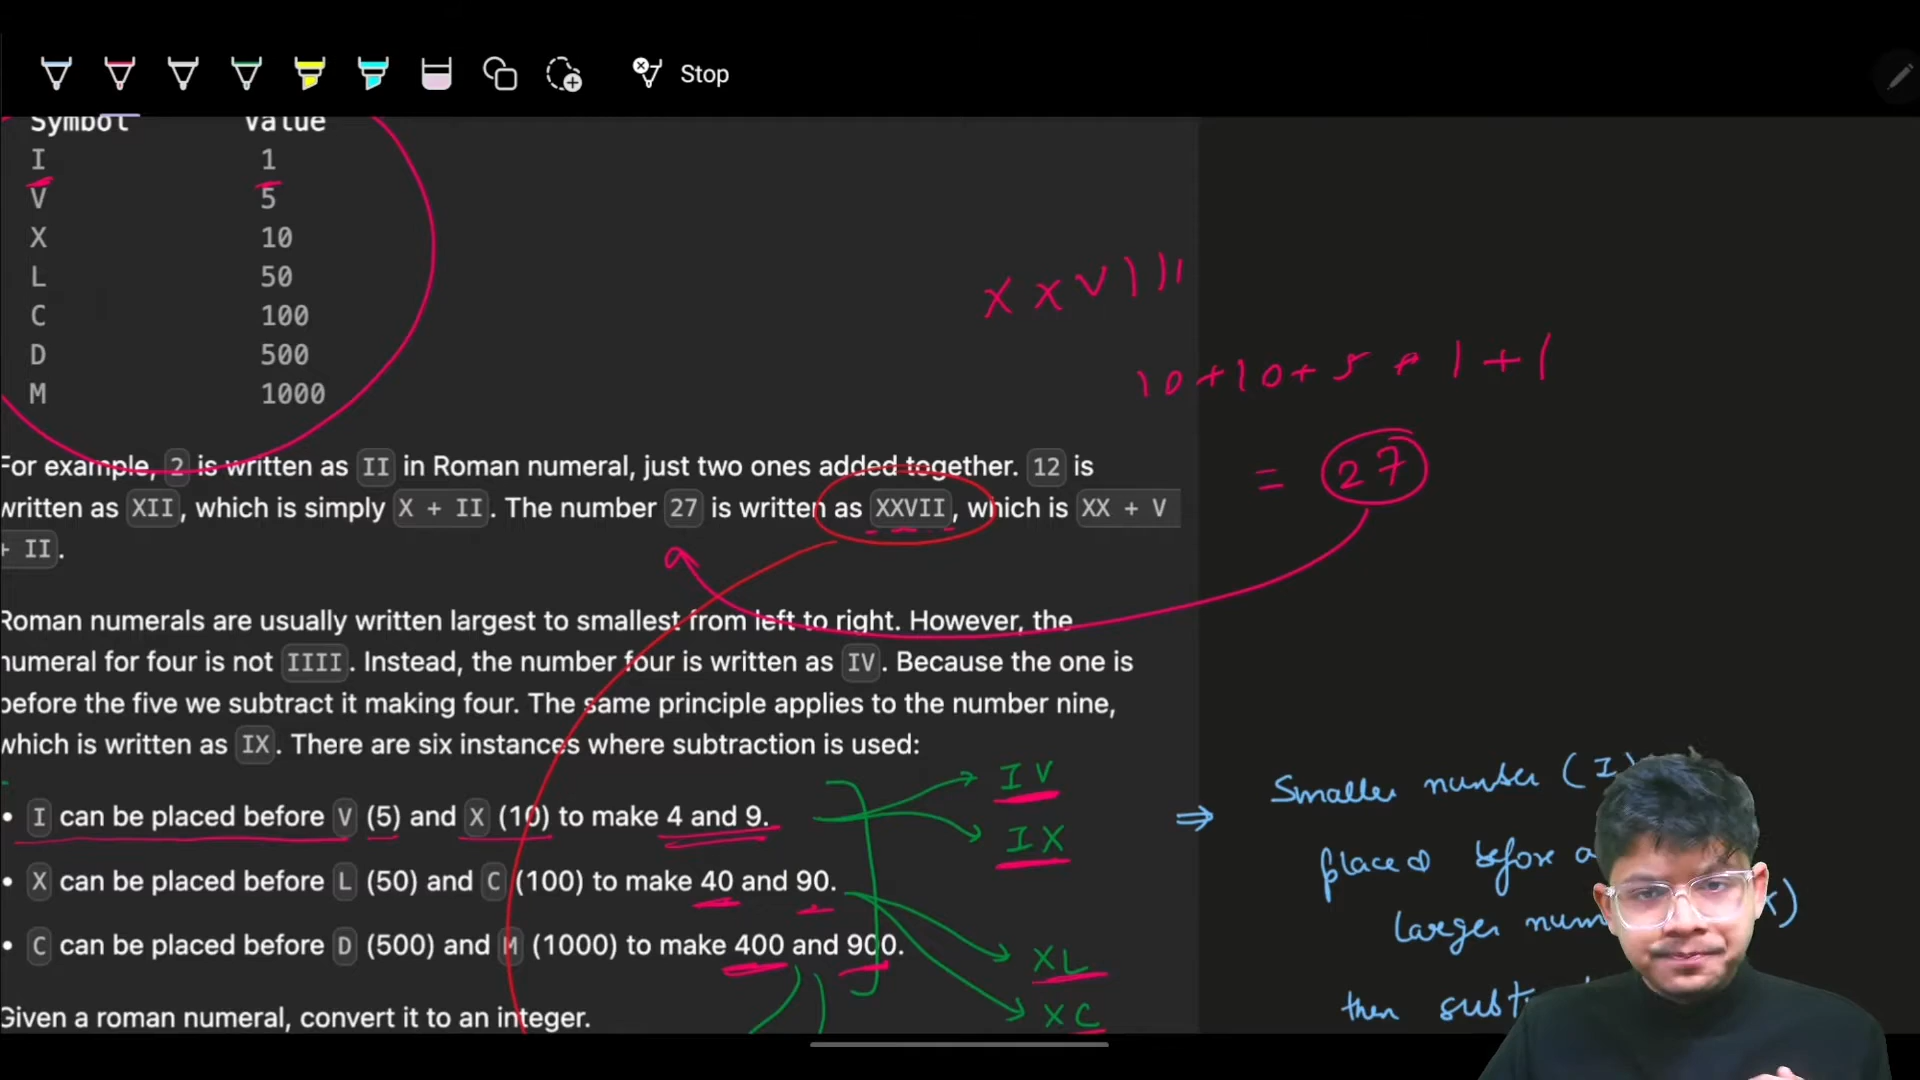 Stop
Symbol Value
I 1
V 5
X 10
L 50
C 100
D 500
M 1000
XXVIII
10+10+5+1+1
= 27
For example, 2 is written as II in Roman numeral, just two ones added together. 12 is
written as XII, which is simply X + II. The number 27 is written as XXVII, which is XX + V
+ II.
Roman numerals are usually written largest to smallest from left to right. However, the
numeral for four is not IIII. Instead, the number four is written as IV. Because the one is
before the five we subtract it making four. The same principle applies to the number nine,
which is written as IX. There are six instances where subtraction is used:
• I can be placed before V (5) and X (10) to make 4 and 9.
• X can be placed before L (50) and C (100) to make 40 and 90.
• C can be placed before D (500) and M (1000) to make 400 and 900.
Given a roman numeral, convert it to an integer.
IV
IX
XL
XC
⇒ Smaller number (I)
placed before a
larger num
then subt